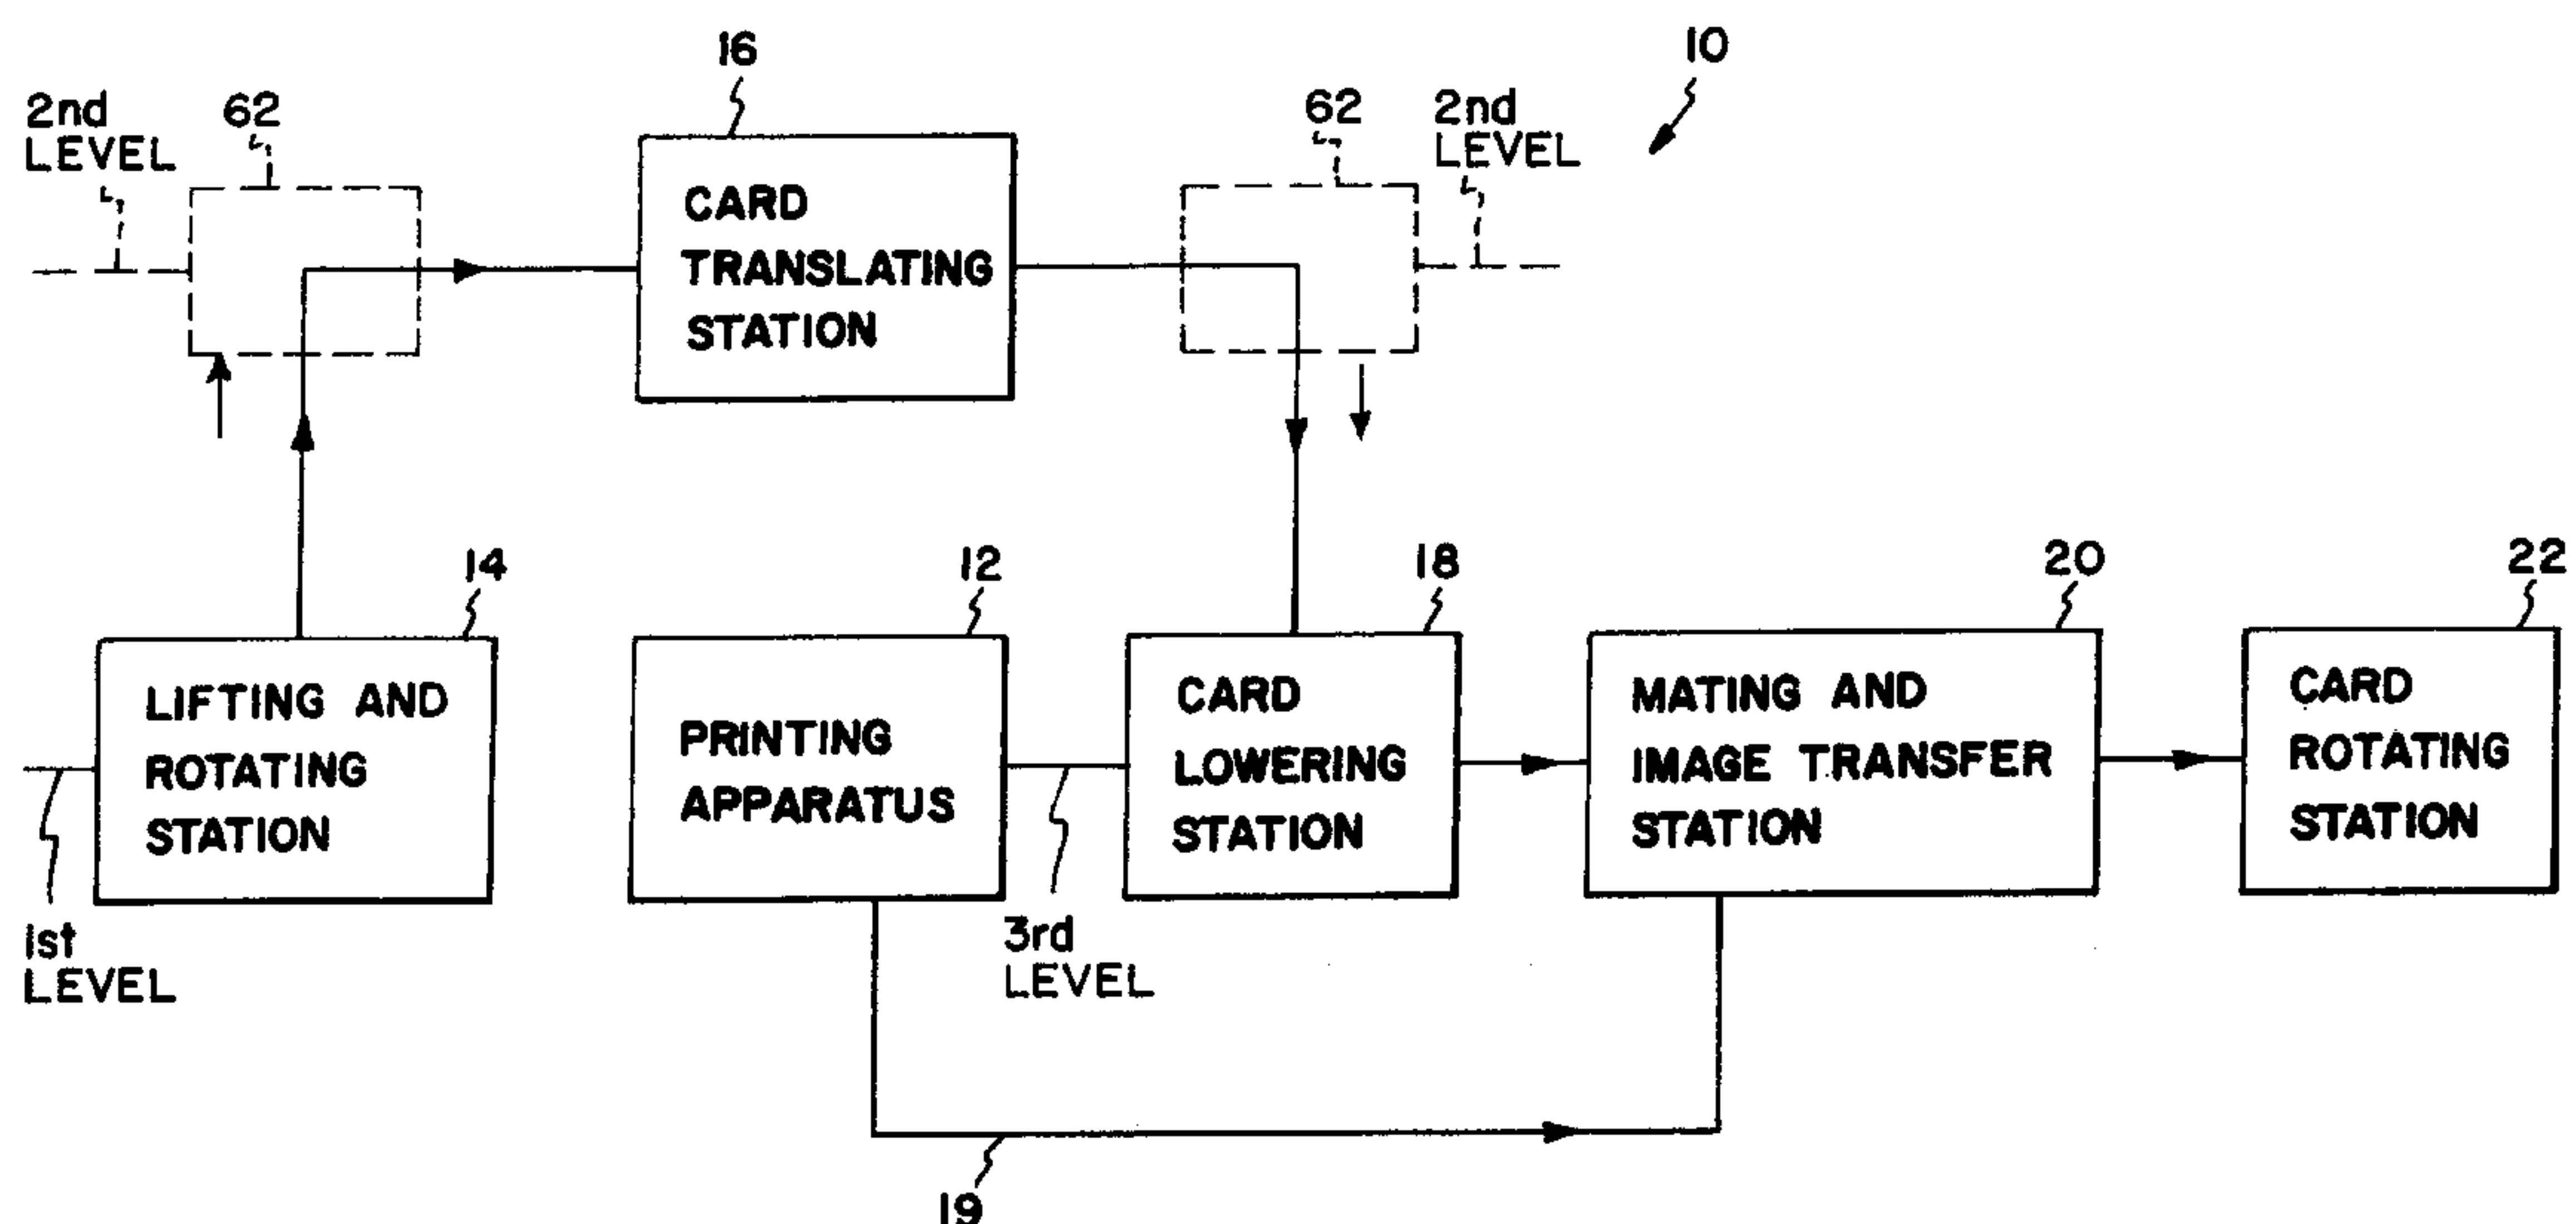 16
10
2nd
LEVEL
62
62
2nd
LEVEL
CARD
TRANSLATING
STATION
14
12
18
20
22
LIFTING AND
ROTATING
STATION
PRINTING
APPARATUS
CARD
LOWERING
STATION
MATING AND
IMAGE TRANSFER
STATION
CARD
ROTATING
STATION
1st
LEVEL
3rd
LEVEL
19